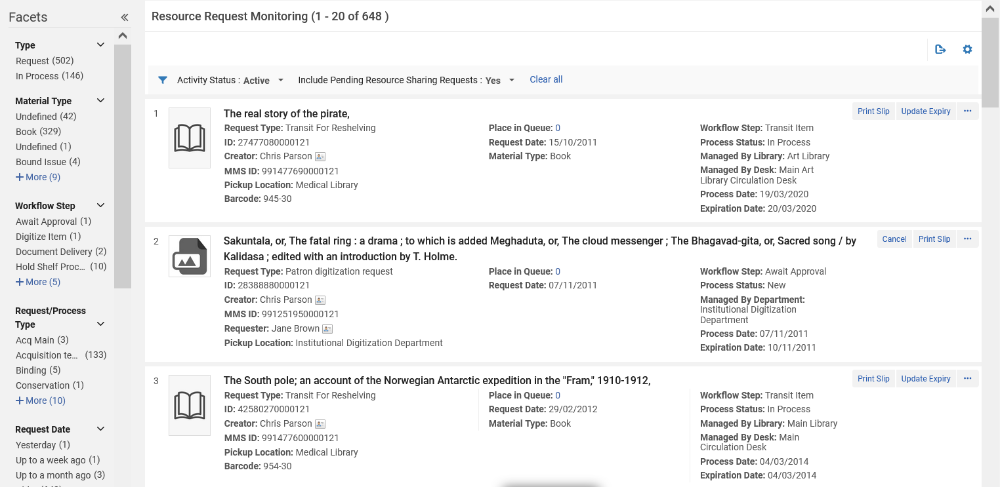 Facets
Type
Request (502)
In Process (146)
Material Type
Undefined (42)
Book (329)
Undefined (1)
Bound Issue (4)
More (9)
Workflow Step
Await Approval (1)
Digitize Item (1)
Document Delivery (2)
Hold Shelf Proc... (10)
More (5)
Request/Process
Type
Acq Main (3)
Acquisition te... (133)
Binding (5)
Conservation (1)
More (10)
Request Date
Yesterday (1)
Up to a week ago (1)
Up to a month ago (3)
Resource Request Monitoring (1 - 20 of 648 )
Activity Status : Active Include Pending Resource Sharing Requests : Yes Clear all
1
The real story of the pirate,
Print Slip Update Expiry ...
Request Type: Transit For Reshelving
ID: 27477080000121
Creator: Chris Parson
MMS ID: 991477690000121
Pickup Location: Medical Library
Barcode: 945-30
Place in Queue: 0
Request Date: 15/10/2011
Material Type: Book
Workflow Step: Transit Item
Process Status: In Process
Managed By Library: Art Library
Managed By Desk: Main Art
Library Circulation Desk
Process Date: 19/03/2020
Expiration Date: 20/03/2020
2
Sakuntala, or, The fatal ring : a drama ; to which is added Meghaduta, or, The cloud messenger ; The Bhagavad-gita, or, Sacred song / by
Kalidasa ; edited with an introduction by T. Holme.
Cancel Print Slip ...
Request Type: Patron digitization request
ID: 28388880000121
Creator: Chris Parson
MMS ID: 991251950000121
Requester: Jane Brown
Pickup Location: Institutional Digitization Department
Place in Queue: 0
Request Date: 07/11/2011
Workflow Step: Await Approval
Process Status: New
Managed By Department:
Institutional Digitization
Department
Process Date: 07/11/2011
Expiration Date: 10/11/2011
3
The South pole; an account of the Norwegian Antarctic expedition in the "Fram," 1910-1912,
Print Slip Update Expiry ...
Request Type: Transit For Reshelving
ID: 42580270000121
Creator: Chris Parson
MMS ID: 991477600000121
Pickup Location: Medical Library
Barcode: 954-30
Place in Queue: 0
Request Date: 29/02/2012
Material Type: Book
Workflow Step: Transit Item
Process Status: In Process
Managed By Library: Main Library
Managed By Desk: Main
Circulation Desk
Process Date: 04/03/2014
Expiration Date: 04/03/2014